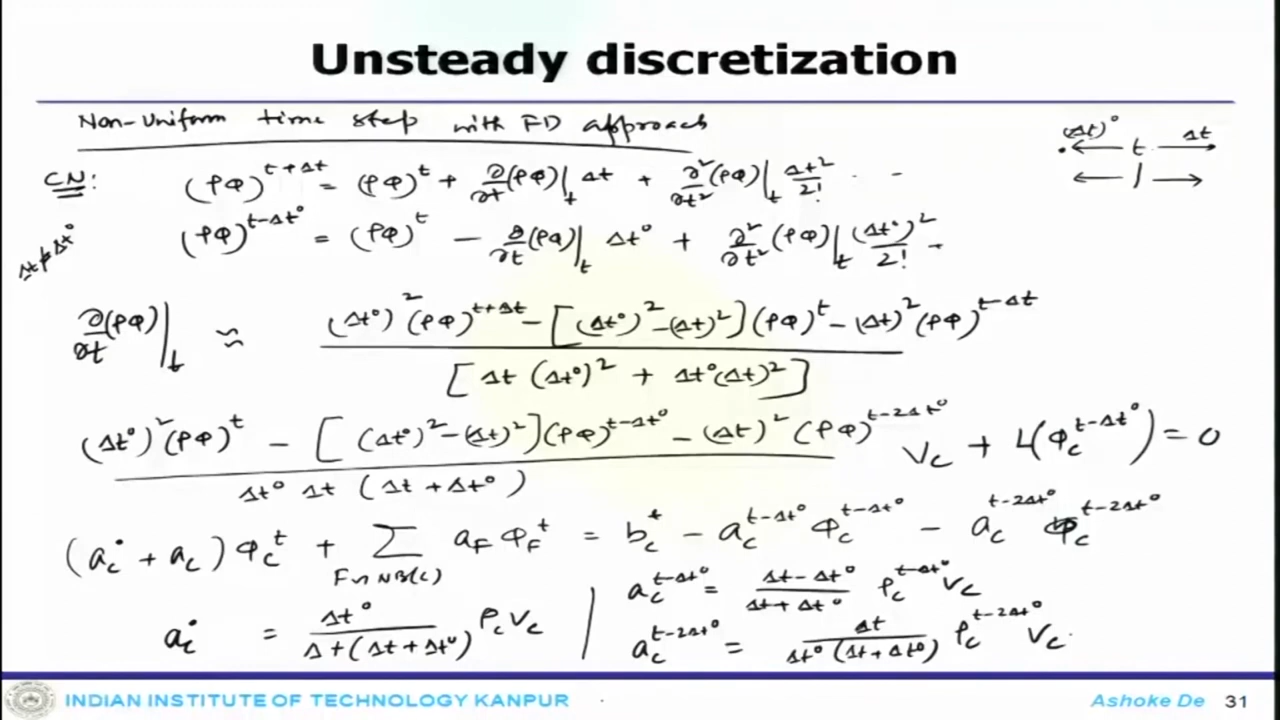 Unsteady discretization
Non-Uniform time step with FD approach
(Δt)° t Δt
CN: (ρφ)^{t+Δt} = (ρφ)^t + ∂/∂t (ρφ)|_t Δt + ∂²/∂t² (ρφ)|_t Δt²/2! . . -
Δt ≠ Δt°
(ρφ)^{t-Δt°} = (ρφ)^t - ∂/∂t (ρφ)|_t Δt° + ∂²/∂t² (ρφ)|_t (Δt°)²/2! -
∂(ρφ)/∂t|_t ≈ (Δt°)² (ρφ)^{t+Δt} - [(Δt°)² - (Δt)²] (ρφ)^t - (Δt)² (ρφ)^{t-Δt}
[Δt (Δt°)² + Δt° (Δt)²]
(Δt°)² (ρφ)^t - [(Δt°)² - (Δt)²] (ρφ)^{t-Δt°} - (Δt)² (ρφ)^{t-2Δt°} V_c + L(φ_c^{t-Δt°}) = 0
Δt° Δt (Δt + Δt°)
(a_c^• + a_c) φ_c^t + Σ a_F φ_F^t = b_c^t - a_c^{t-Δt°} φ_c^{t-Δt°} - a_c^{t-2Δt°} φ_c^{t-2Δt°}
F~NB(C)
a_c^• = Δt° / Δt(Δt + Δt°) ρ_c V_c | a_c^{t-Δt°} = Δt - Δt° / Δt + Δt° ρ_c^{t-Δt°} V_c
a_c^{t-2Δt°} = Δt / Δt° (Δt + Δt°) ρ_c^{t-2Δt°} V_c.
INDIAN INSTITUTE OF TECHNOLOGY KANPUR
Ashoke De 31